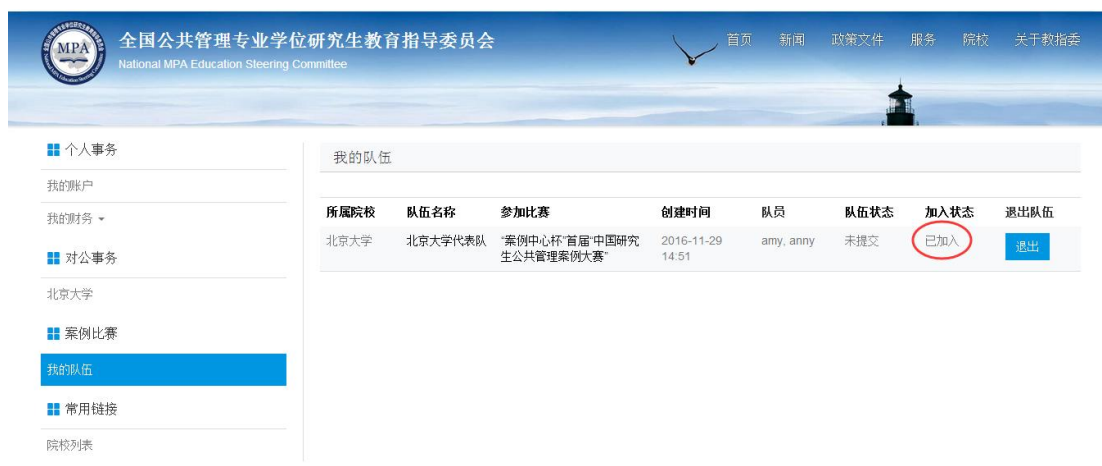 MPA
全国公共管理专业学位研究生教育指导委员会
National MPA Education Steering Committee
首页 新闻 政策文件 服务 院校 关于教指委
个人事务
我的账户
我的财务
对公事务
北京大学
案例比赛
我的队伍
常用链接
院校列表
我的队伍
所属院校 队伍名称 参加比赛 创建时间 队员 队伍状态 加入状态 退出队伍
北京大学 北京大学代表队 “案例中心杯”首届“中国研究 2016-11-29 amy, anny 未提交 已加入 退出
生公共管理案例大赛” 14:51